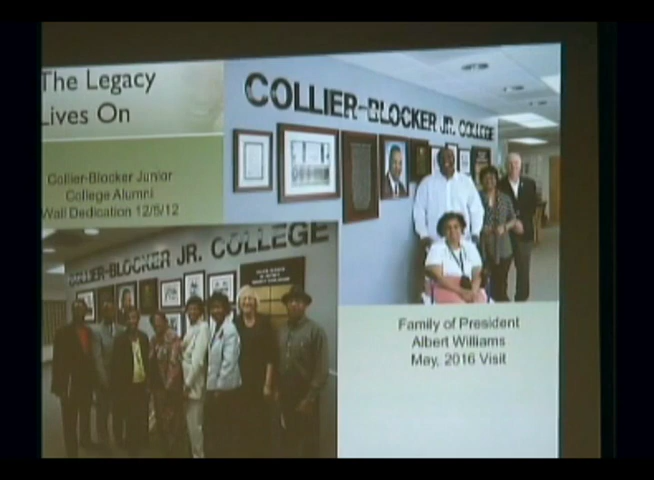 The Legacy
Lives On
COLLIER-BLOCKER JR. COLLEGE
Collier-Blocker Junior
College Alumni
Wall Dedication 12/5/12
COLLIER-BLOCKER JR. COLLEGE
Family of President
Albert Williams
May, 2016 Visit